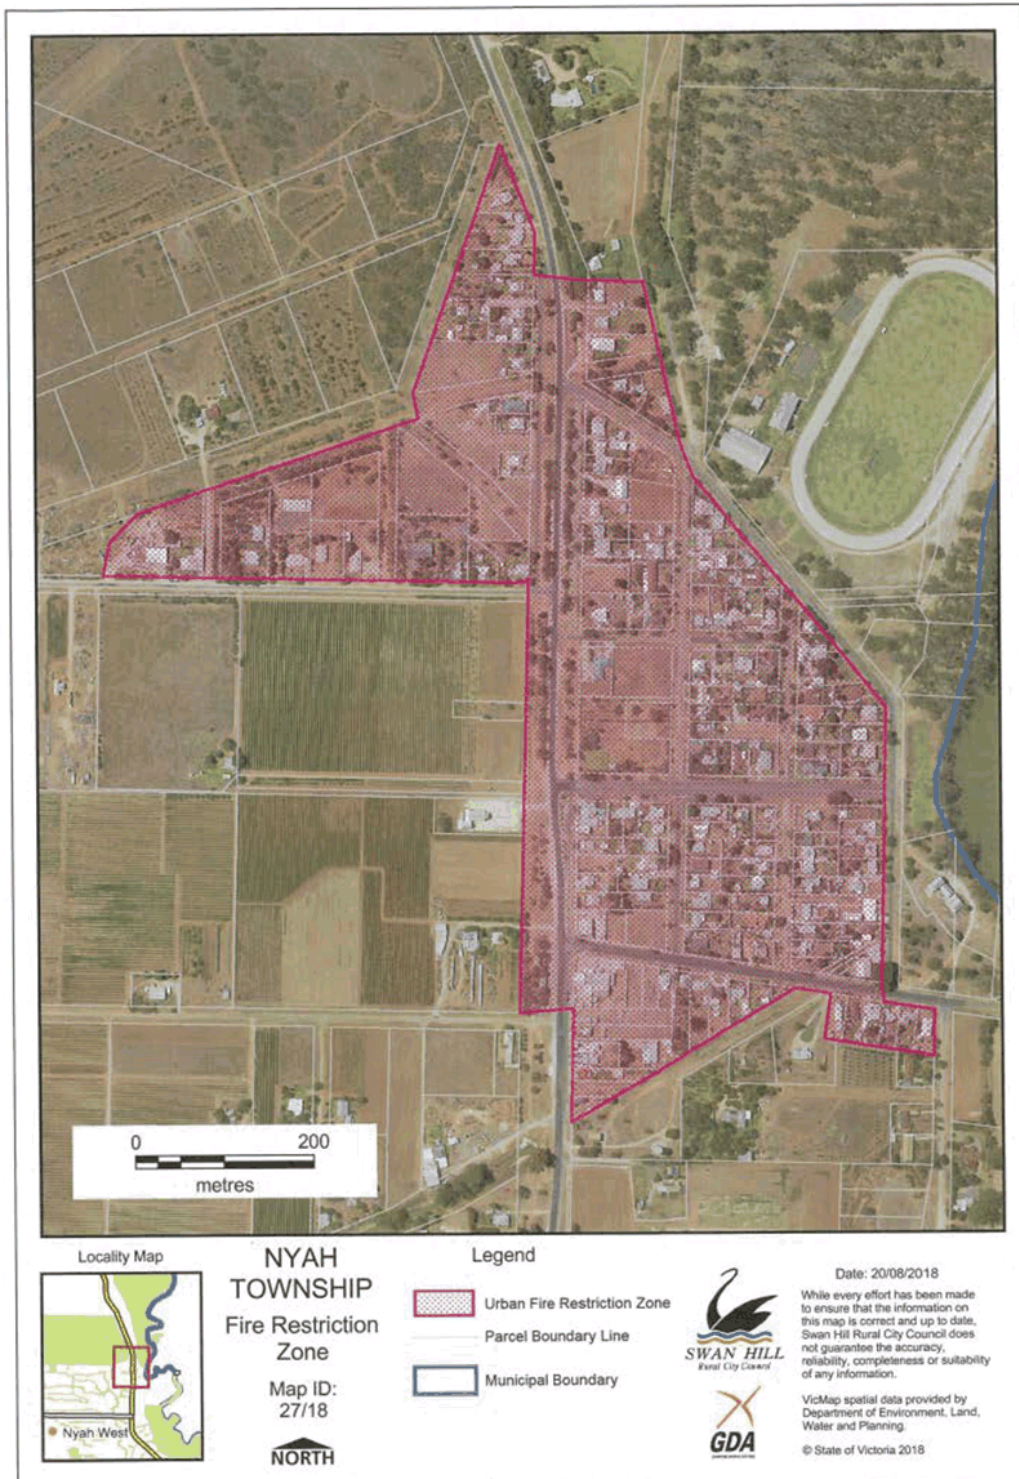 0 200
metres
Locality Map
Nyah West
NYAH
TOWNSHIP
Fire Restriction
Zone
Map ID:
27/18
NORTH
Legend
Urban Fire Restriction Zone
Parcel Boundary Line
Municipal Boundary
SWAN HILL
Rural City Council
GDA
Date: 20/08/2018
While every effort has been made
to ensure that the information on
this map is correct and up to date,
Swan Hill Rural City Council does
not guarantee the accuracy,
reliability, completeness or suitability
of any information.
VicMap spatial data provided by
Department of Environment, Land,
Water and Planning.
© State of Victoria 2018